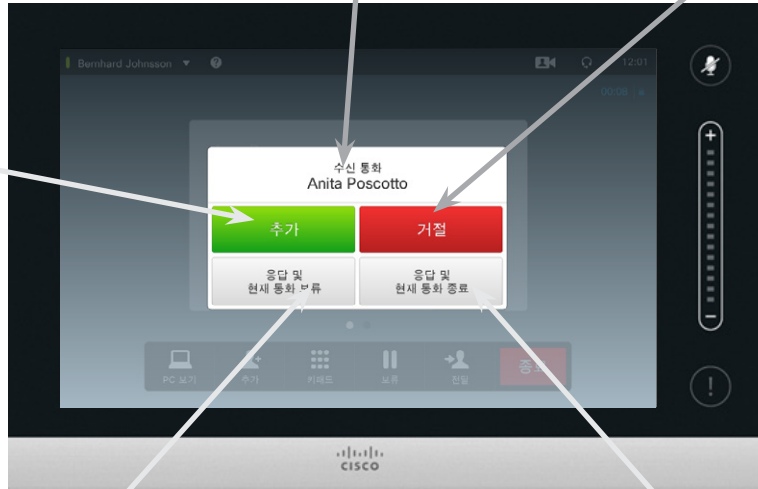 Bernhard Johnsson
12:01
00:08
수신 통화
Anita Poscotto
추가
거절
응답 및
현재 통화 보류
응답 및
현재 통화 종료
PC 보기
추가
키패드
보류
전달
종료
CISCO